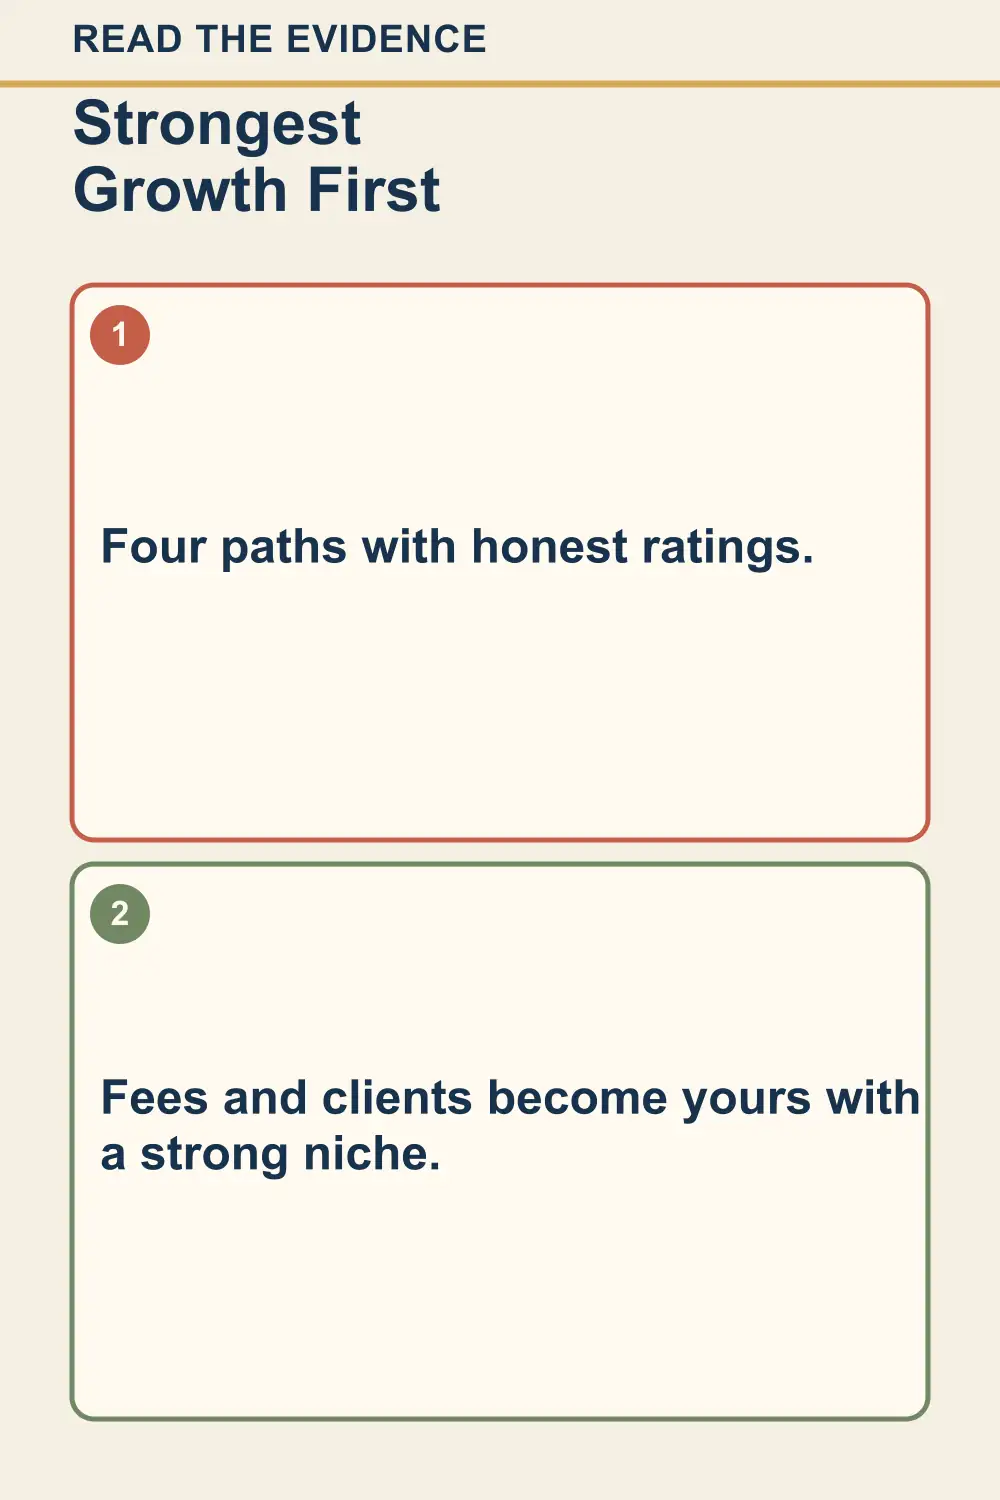 READ THE EVIDENCE
Strongest
Growth First
1
Four paths with honest ratings.
2
Fees and clients become yours with
a strong niche.